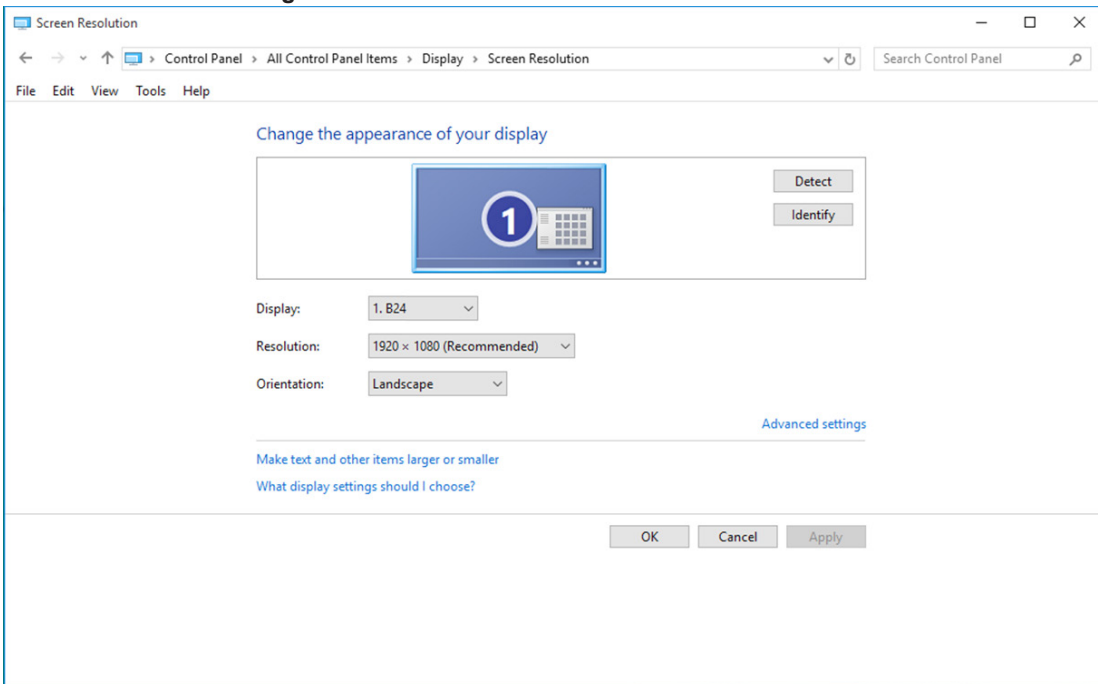 Screen Resolution
Control Panel > All Control Panel Items > Display > Screen Resolution
Search Control Panel
File Edit View Tools Help
Change the appearance of your display
1
Detect
Identify
Display: 1. B24
Resolution: 1920 × 1080 (Recommended)
Orientation: Landscape
Advanced settings
Make text and other items larger or smaller
What display settings should I choose?
OK Cancel Apply